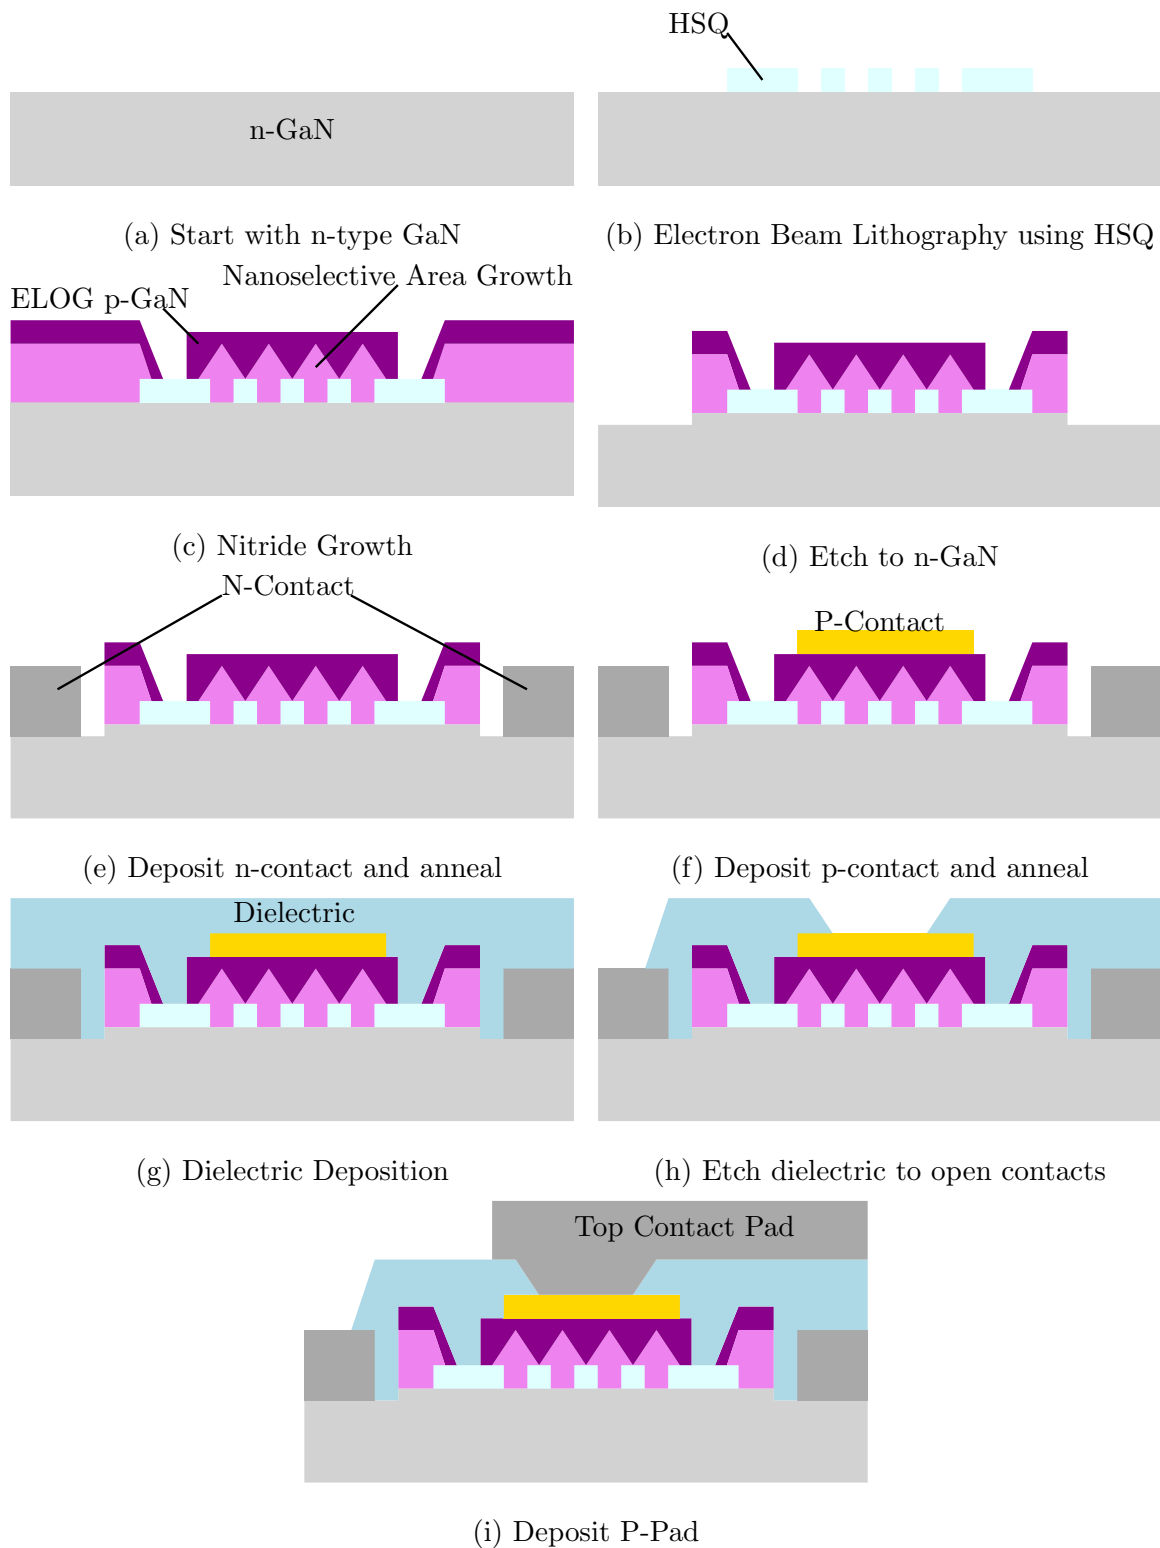 n-GaN
HSQ
(a) Start with n-type GaN
(b) Electron Beam Lithography using HSQ
Nanoselective Area Growth
ELOG p-GaN
(c) Nitride Growth
(d) Etch to n-GaN
N-Contact
P-Contact
(e) Deposit n-contact and anneal
(f) Deposit p-contact and anneal
Dielectric
(g) Dielectric Deposition
(h) Etch dielectric to open contacts
Top Contact Pad
(i) Deposit P-Pad